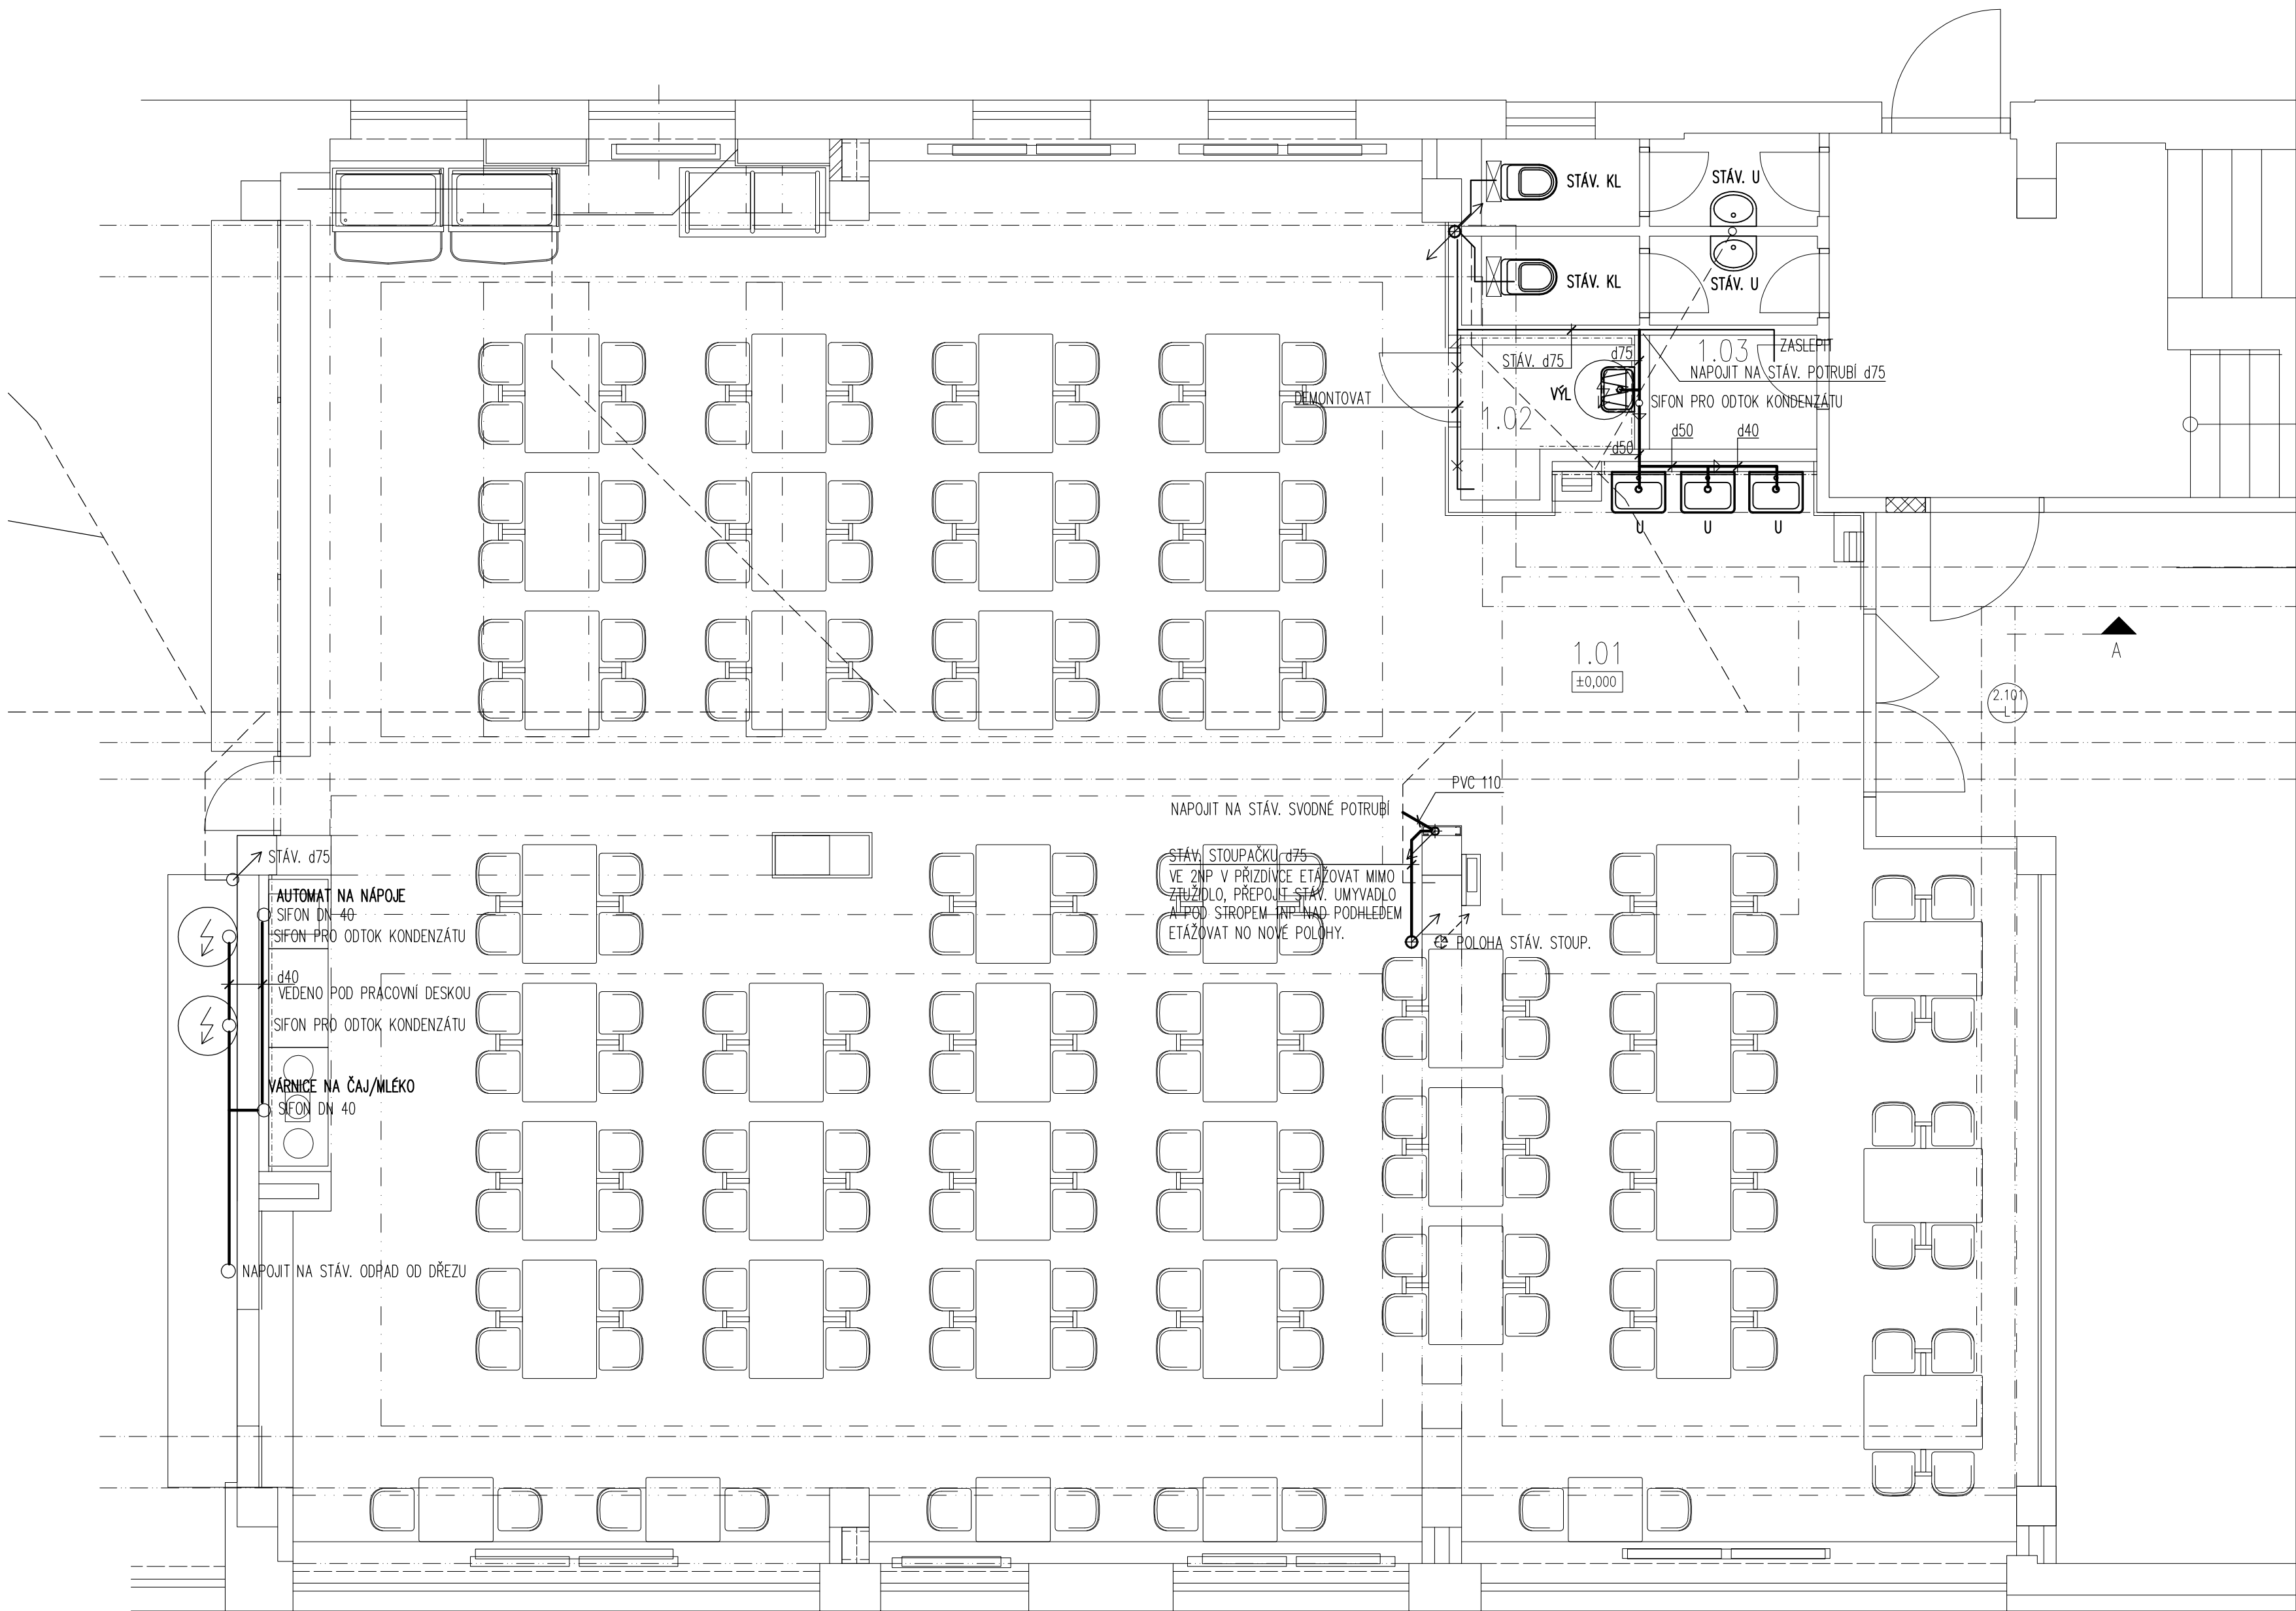 STÁV. KL
STÁV. U
STÁV. KL
STÁV. U
1.03
ZASLEPIT
STÁV. d75
d75
NAPOJIT NA STÁV. POTRUBÍ d75
VÝL
SIFON PRO ODTOK KONDENZÁTU
DEMONTOVAT
1.02
d50
d50
d40
U
U
U
1.01
±0,000
A
2.101
L
PVC 110
NAPOJIT NA STÁV. SVODNÉ POTRUBÍ
STÁV. STOUPAČKU d75
VE 2NP V PŘIZDÍVCE ETÁŽOVAT MIMO
ZTUŽIDLO, PŘEPOJIT STÁV. UMYVADLO
A POD STROPEM 1NP NAD PODHLEDEM
ETÁŽOVAT NO NOVÉ POLOHY.
POLOHA STÁV. STOUP.
STÁV. d75
AUTOMAT NA NÁPOJE
SIFON DN 40
SIFON PRO ODTOK KONDENZÁTU
d40
VEDENO POD PRACOVNÍ DESKOU
SIFON PRO ODTOK KONDENZÁTU
VÁRNICE NA ČAJ/MLÉKO
SIFON DN 40
NAPOJIT NA STÁV. ODPAD OD DŘEZU